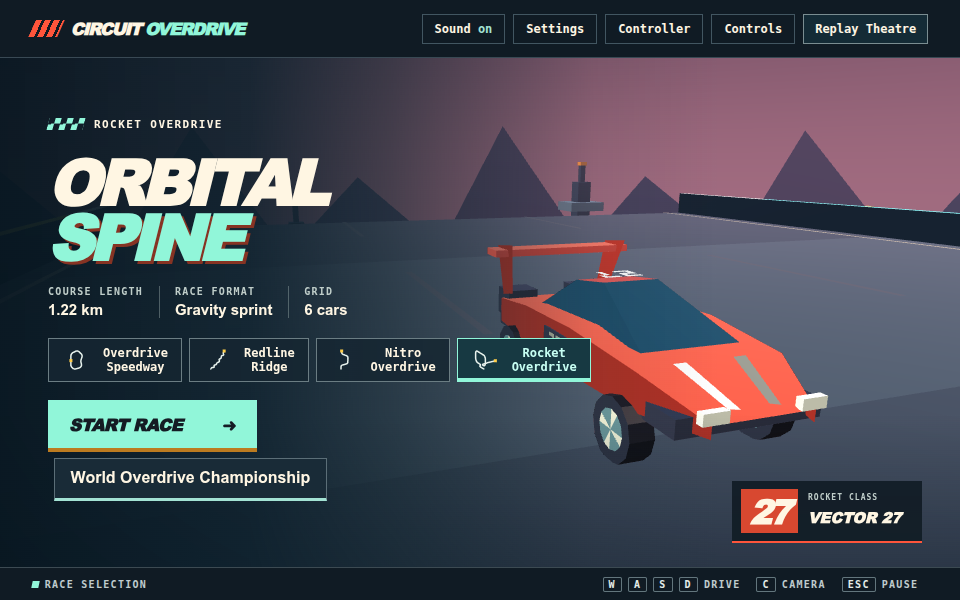 CIRCUIT OVERDRIVE
Sound on
Settings
Controller
Controls
Replay Theatre
ROCKET OVERDRIVE
ORBITAL
SPINE
COURSE LENGTH
1.22 km
RACE FORMAT
Gravity sprint
GRID
6 cars
Overdrive
Speedway
Redline
Ridge
Nitro
Overdrive
Rocket
Overdrive
START RACE →
World Overdrive Championship
27
ROCKET CLASS
VECTOR 27
RACE SELECTION
W A S D DRIVE C CAMERA ESC PAUSE